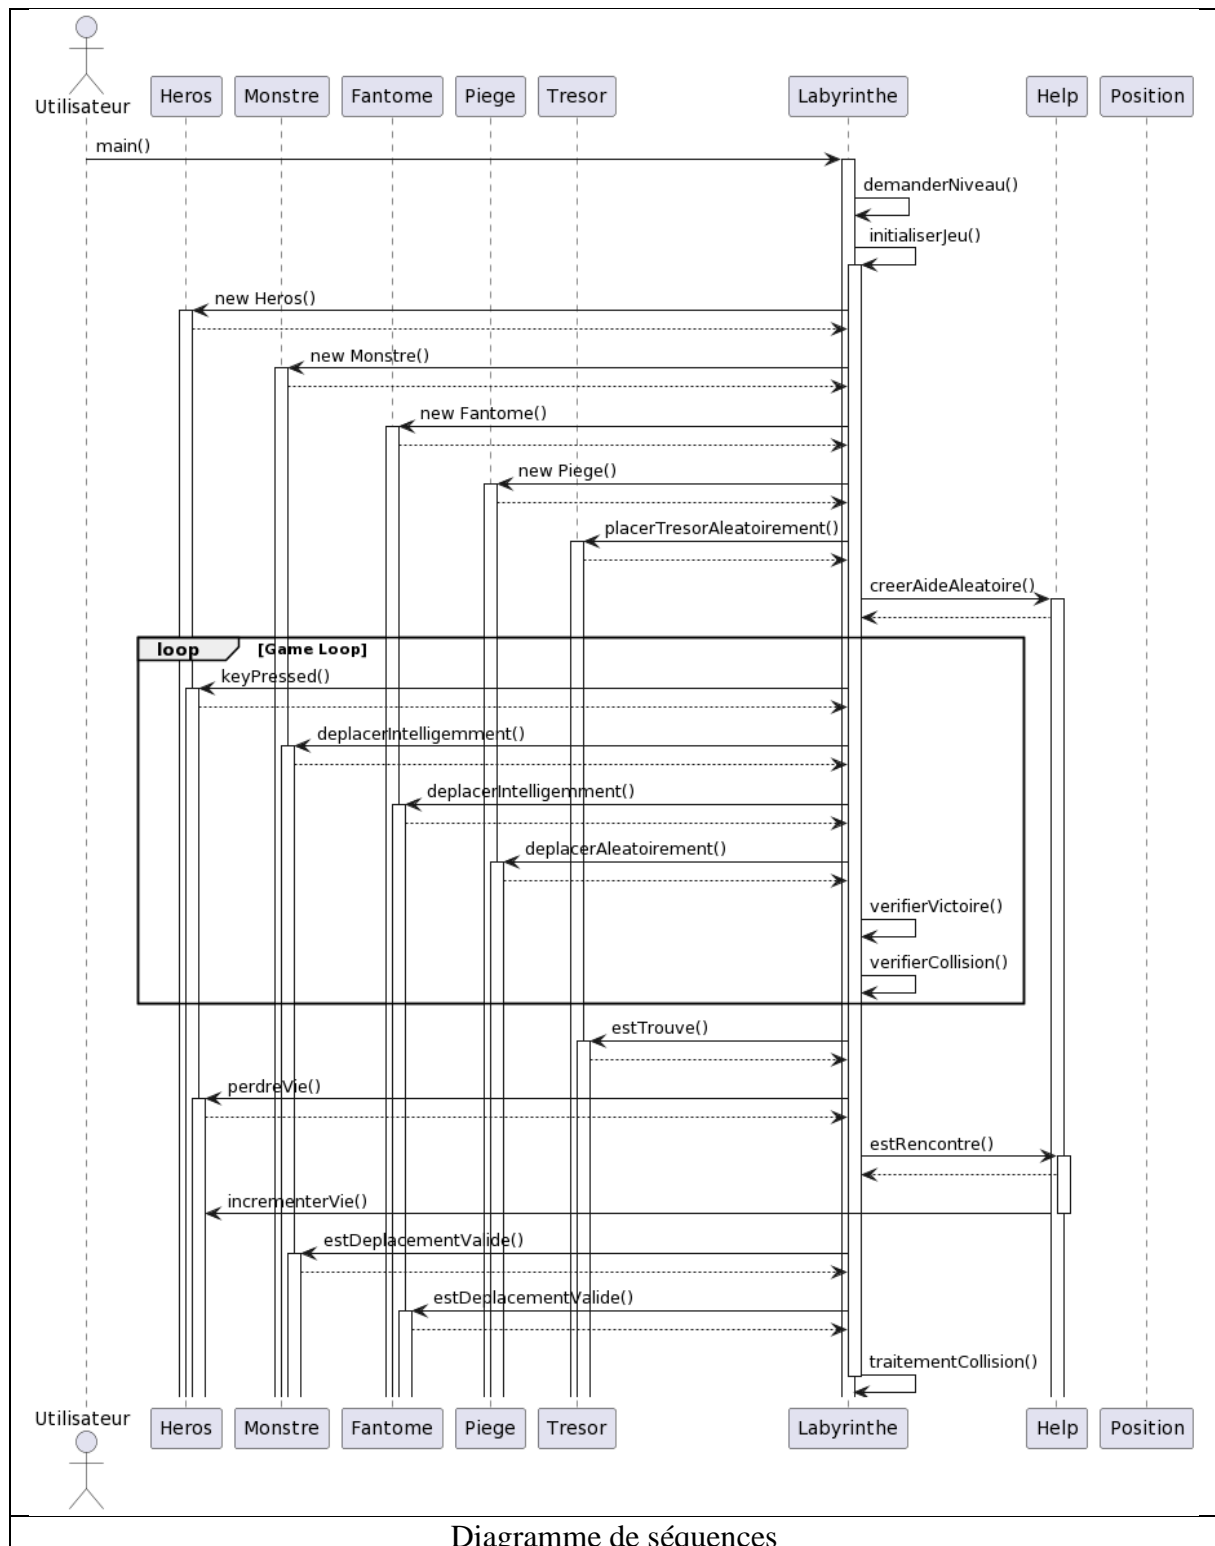 Utilisateur
Heros Monstre Fantome Piege Tresor Labyrinthe Help Position
main()
demanderNiveau()
initialiserJeu()
new Heros()
new Monstre()
new Fantome()
new Piege()
placerTresorAleatoirement()
creerAideAleatoire()
loop [Game Loop]
keyPressed()
deplacerIntelligemment()
deplacerIntelligemment()
deplacerAleatoirement()
verifierVictoire()
verifierCollision()
estTrouve()
perdreVie()
estRencontre()
incrementerVie()
estDeplacementValide()
estDeplacementValide()
traitementCollision()
Utilisateur
Heros Monstre Fantome Piege Tresor Labyrinthe Help Position
Diagramme de séquences